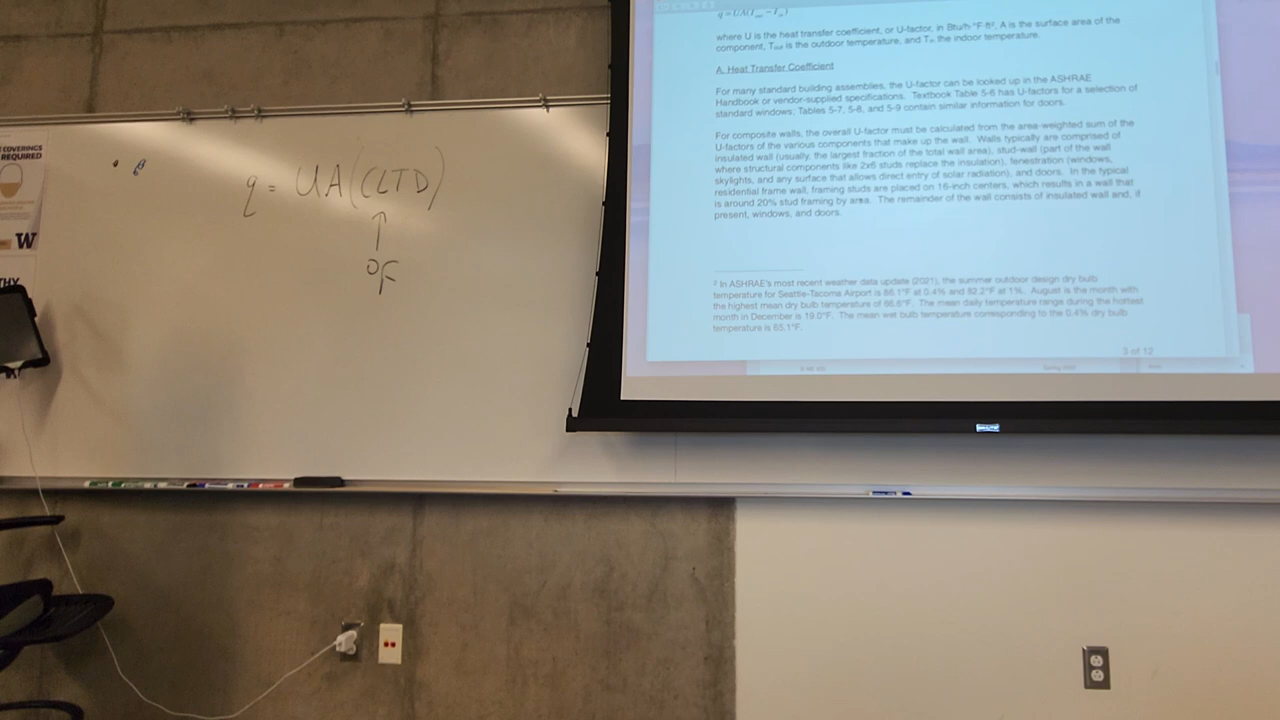 COVERINGS
REQUIRED
W
q = UA(CLTD)
↑
°F
q = UA(Tout − Tin)
where U is the heat transfer coefficient, or U-factor, in Btu/h·°F·ft², A is the surface area of the
component, Tout is the outdoor temperature, and Tin the indoor temperature.
A. Heat Transfer Coefficient
For many standard building assemblies, the U-factor can be looked up in the ASHRAE
Handbook or vendor-supplied specifications. Textbook Table 5-6 has U-factors for a selection of
standard windows; Tables 5-7, 5-8, and 5-9 contain similar information for doors.
For composite walls, the overall U-factor must be calculated from the area-weighted sum of the
U-factors of the various components that make up the wall. Walls typically are comprised of
insulated wall (usually, the largest fraction of the total wall area), stud-wall (part of the wall
where structural components like 2x6 studs replace the insulation), fenestration (windows,
skylights, and any surface that allows direct entry of solar radiation), and doors. In the typical
residential frame wall, framing studs are placed on 16-inch centers, which results in a wall that
is around 20% stud framing by area. The remainder of the wall consists of insulated wall and, if
present, windows, and doors.
² In ASHRAE's most recent weather data update (2021), the summer outdoor design dry bulb
temperature for Seattle-Tacoma Airport is 86.1°F at 0.4% and 82.2°F at 1%. August is the month with
the highest mean dry bulb temperature of 66.6°F. The mean daily temperature range during the hottest
month in December is 19.0°F. The mean wet bulb temperature corresponding to the 0.4% dry bulb
temperature is 65.1°F.
3 of 12